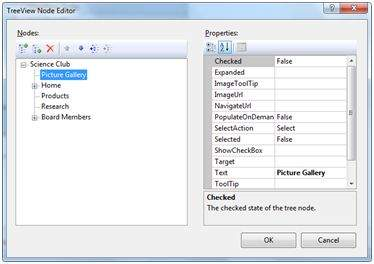 TreeView Node Editor
Nodes:
Science Club
Picture Gallery
Home
Products
Research
Board Members
Properties:
Checked False
Expanded
ImageToolTip
ImageUrl
NavigateUrl
PopulateOnDeman False
SelectAction Select
Selected False
ShowCheckBox
Target
Text Picture Gallery
ToolTip
Checked
The checked state of the tree node.
OK Cancel